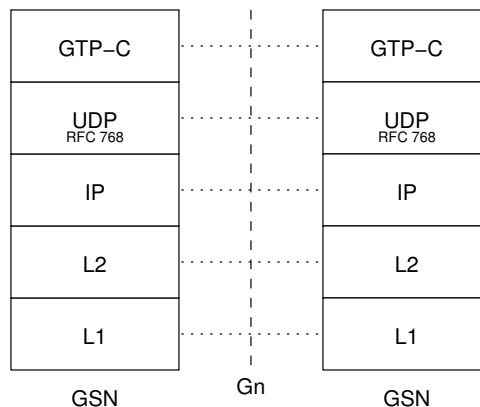 GTP–C
GTP–C
UDP
RFC 768
UDP
RFC 768
IP
IP
L2
L2
L1
L1
GSN
Gn
GSN